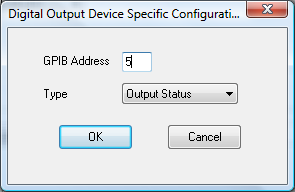 Digital Output Device Specific Configurati...
GPIB Address 5
Type Output Status
OK Cancel